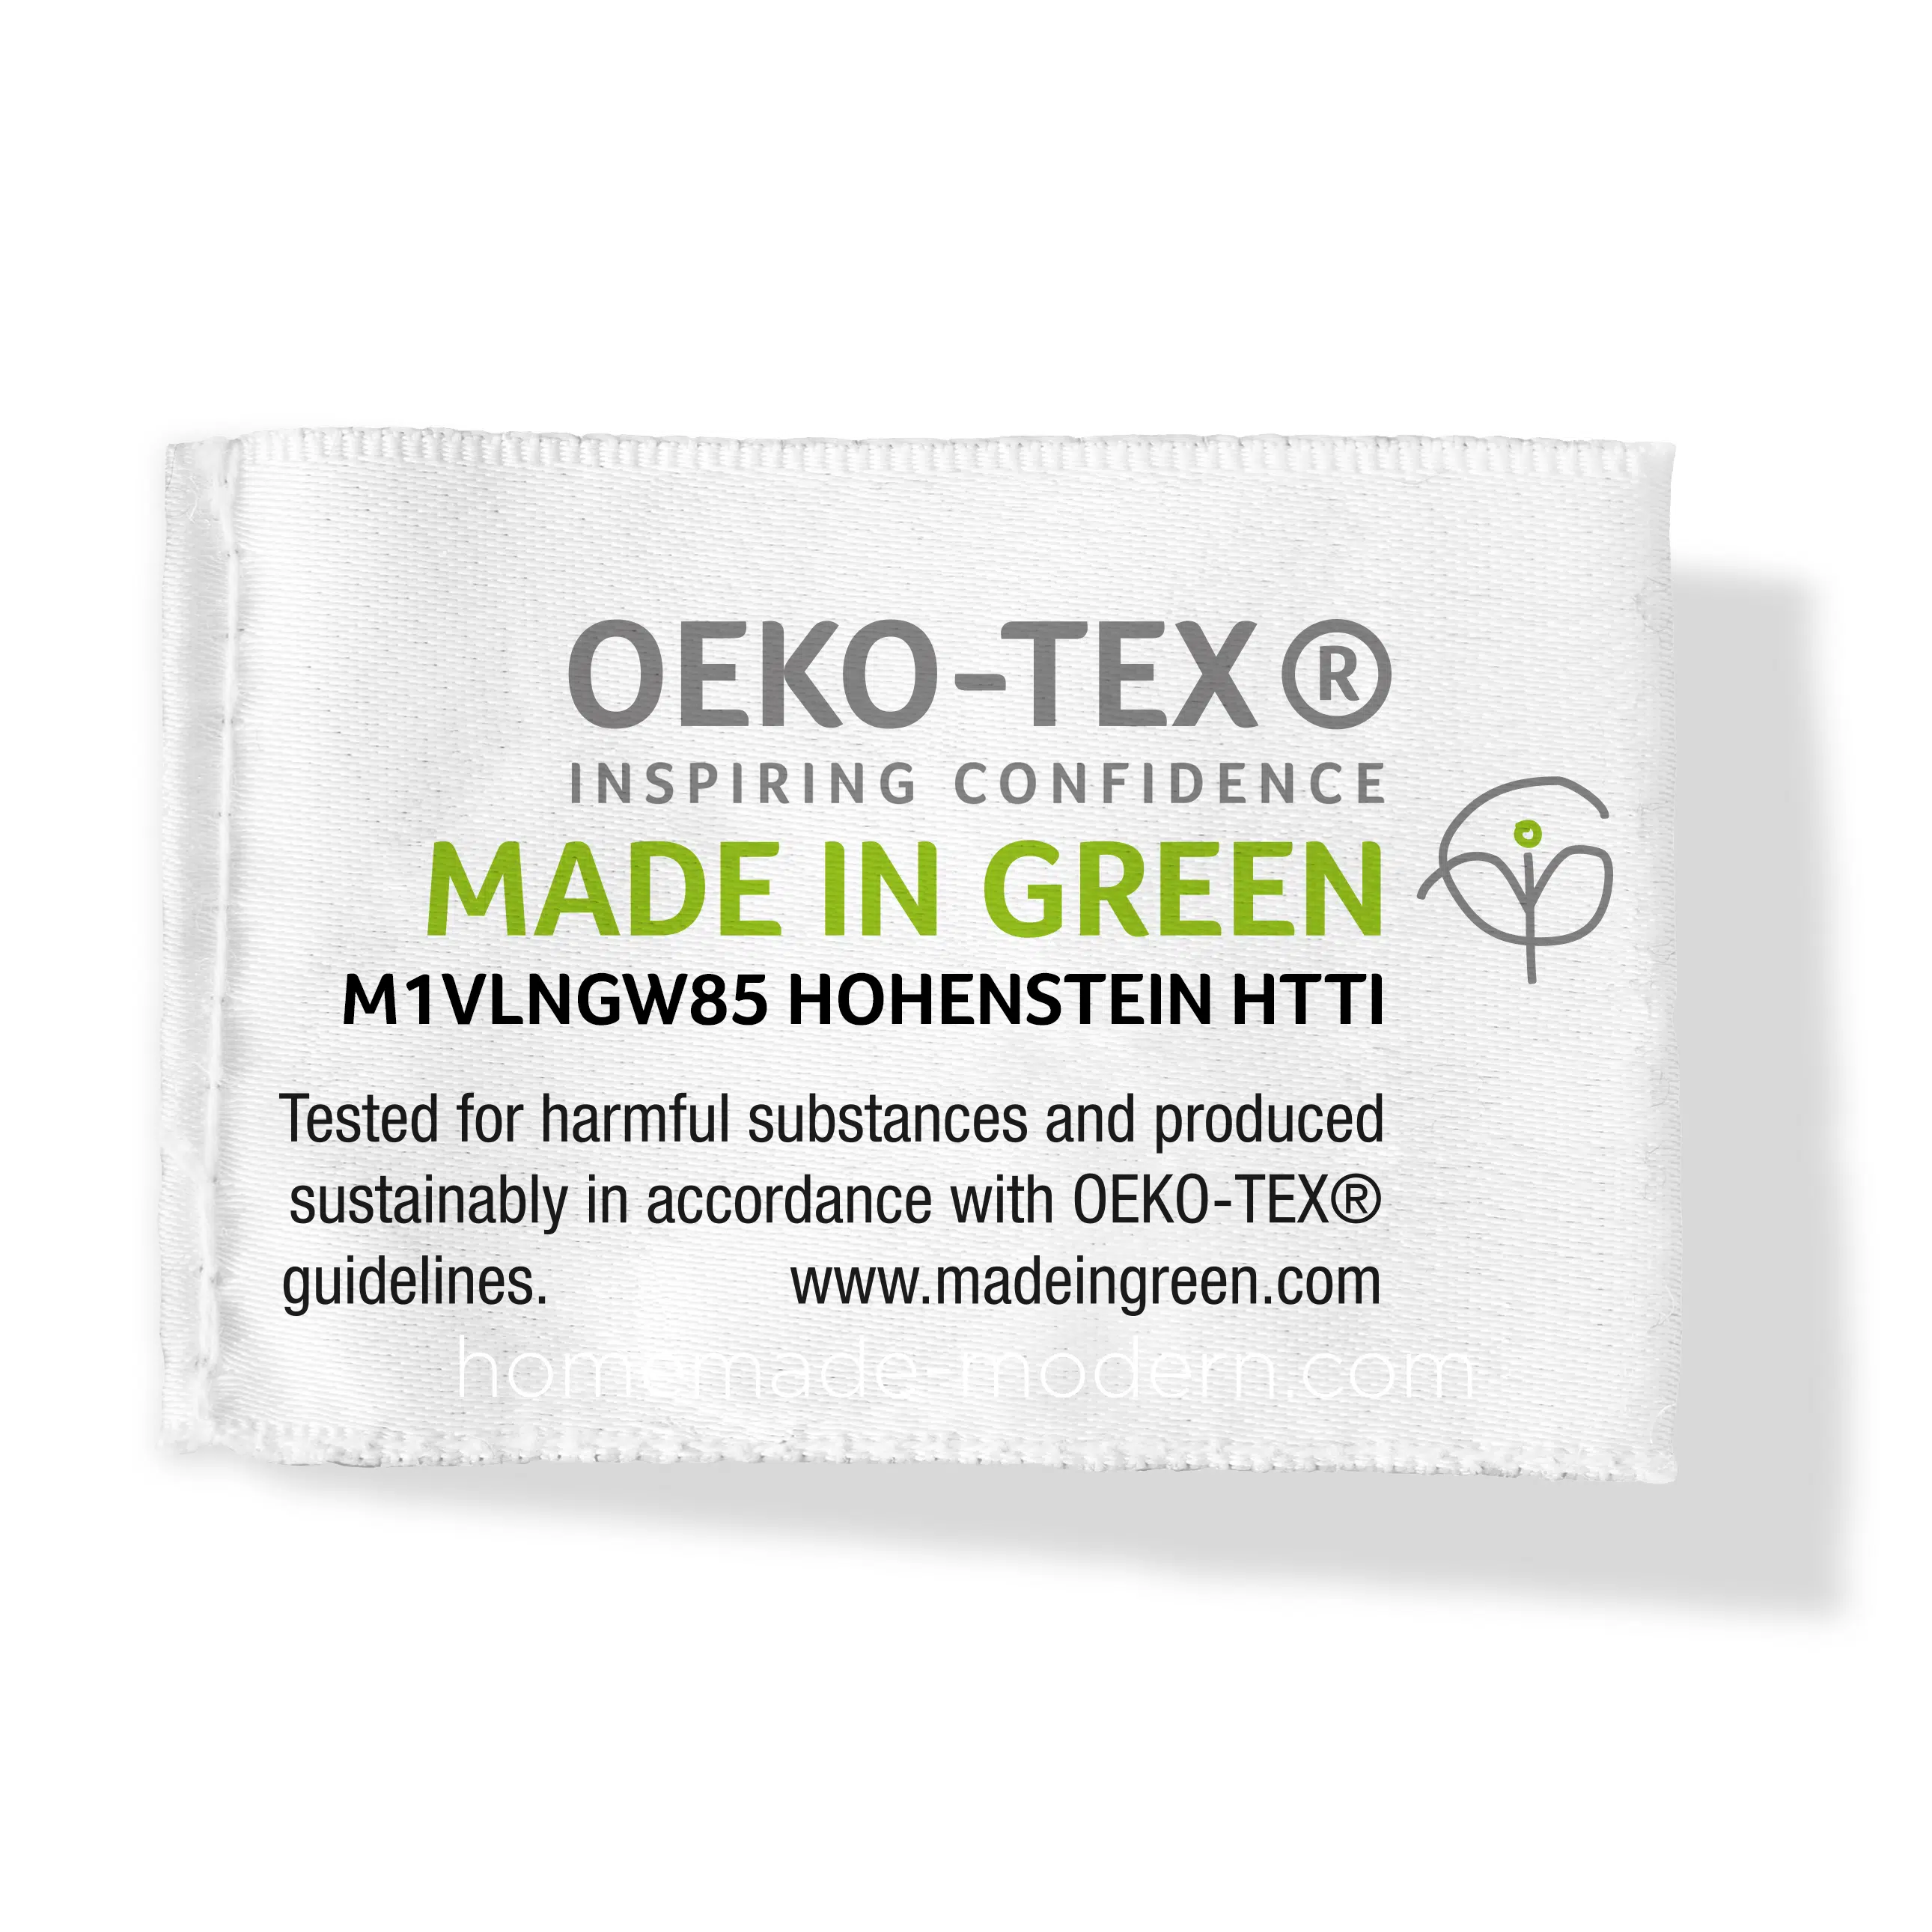 OEKO-TEX®
INSPIRING CONFIDENCE
MADE IN GREEN
M1VLNGW85 HOHENSTEIN HTTI
Tested for harmful substances and produced
sustainably in accordance with OEKO-TEX®
guidelines. www.madeingreen.com
homemade-modern.com